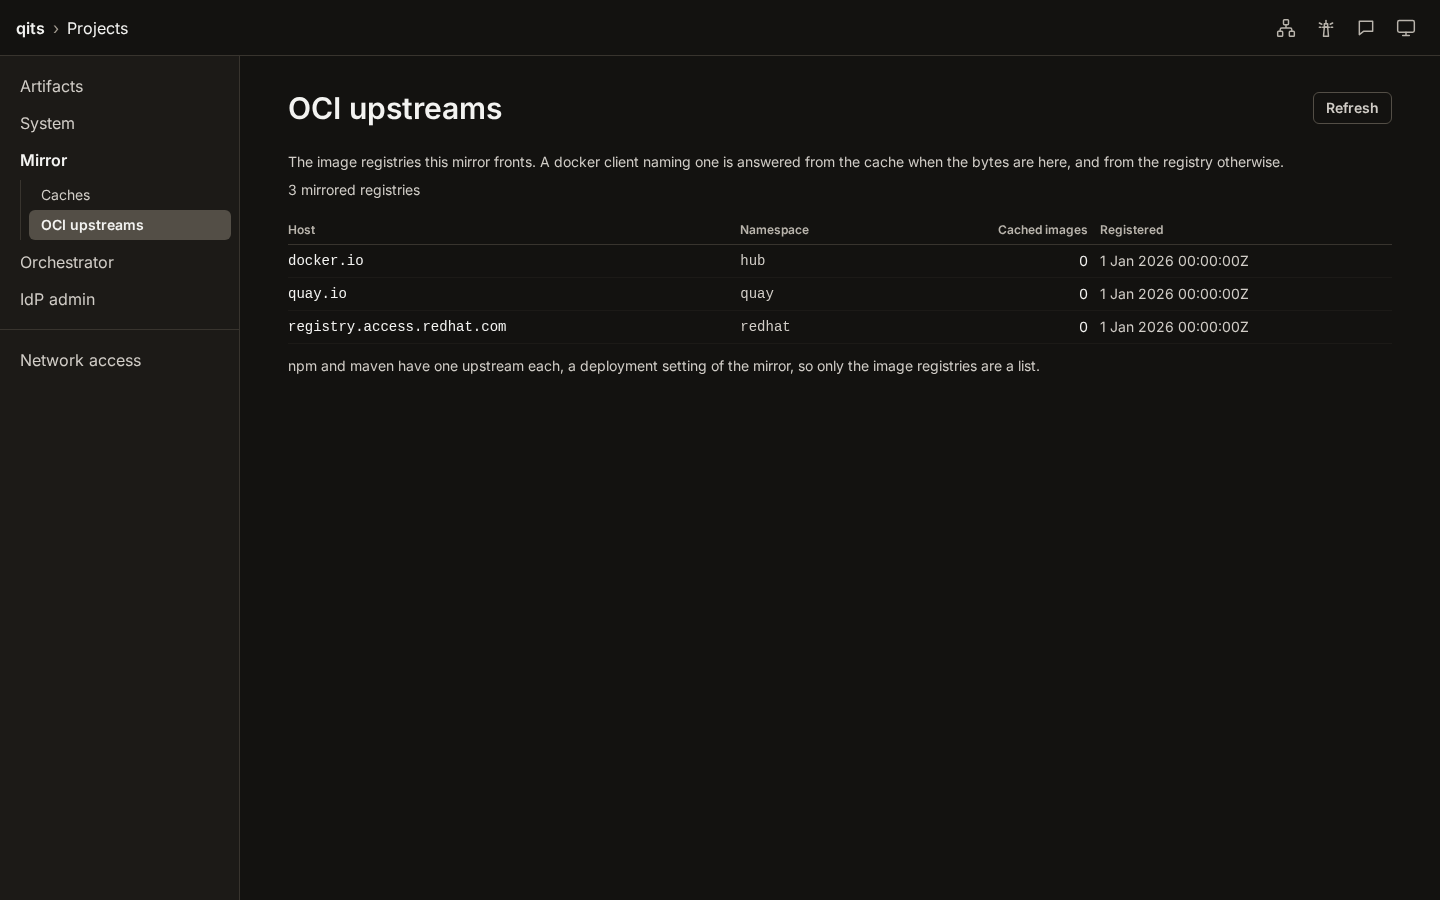 qits › Projects
Artifacts
System
Mirror
Caches
OCI upstreams
Orchestrator
IdP admin
Network access
OCI upstreams
Refresh
The image registries this mirror fronts. A docker client naming one is answered from the cache when the bytes are here, and from the registry otherwise.
3 mirrored registries
Host Namespace Cached images Registered
docker.io hub 0 1 Jan 2026 00:00:00Z
quay.io quay 0 1 Jan 2026 00:00:00Z
registry.access.redhat.com redhat 0 1 Jan 2026 00:00:00Z
npm and maven have one upstream each, a deployment setting of the mirror, so only the image registries are a list.